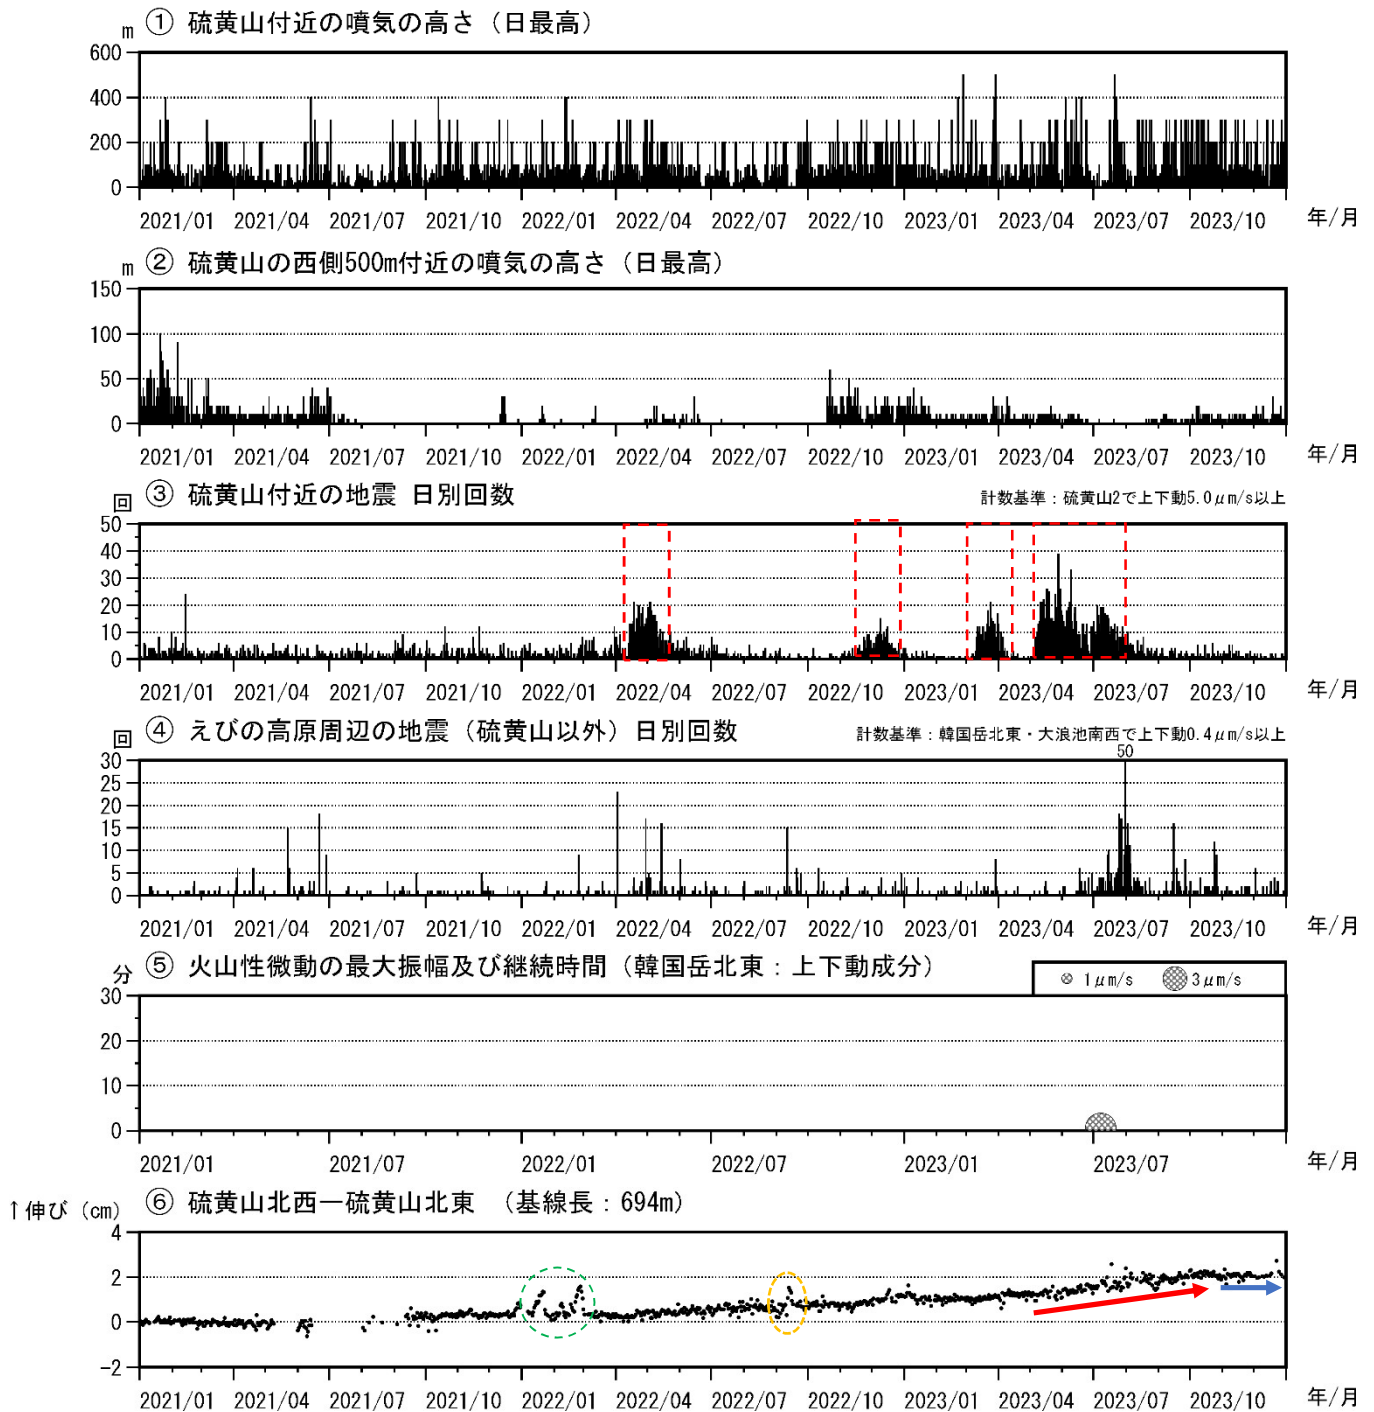 m ① 硫黄山付近の噴気の高さ（日最高）
600
400
200
0
2021/01 2021/04 2021/07 2021/10 2022/01 2022/04 2022/07 2022/10 2023/01 2023/04 2023/07 2023/10 年/月
m ② 硫黄山の西側500m付近の噴気の高さ（日最高）
150
100
50
0
2021/01 2021/04 2021/07 2021/10 2022/01 2022/04 2022/07 2022/10 2023/01 2023/04 2023/07 2023/10 年/月
回 ③ 硫黄山付近の地震 日別回数 計数基準：硫黄山2で上下動5.0μm/s以上
50
40
30
20
10
0
2021/01 2021/04 2021/07 2021/10 2022/01 2022/04 2022/07 2022/10 2023/01 2023/04 2023/07 2023/10 年/月
回 ④ えびの高原周辺の地震（硫黄山以外）日別回数 計数基準：韓国岳北東・大浪池南西で上下動0.4μm/s以上
50
30
25
20
15
10
5
0
2021/01 2021/04 2021/07 2021/10 2022/01 2022/04 2022/07 2022/10 2023/01 2023/04 2023/07 2023/10 年/月
分 ⑤ 火山性微動の最大振幅及び継続時間（韓国岳北東：上下動成分）
1μm/s 3μm/s
30
20
10
0
2021/01 2021/07 2022/01 2022/07 2023/01 2023/07 年/月
↑伸び（cm） ⑥ 硫黄山北西ー硫黄山北東 （基線長：694m）
4
2
0
-2
2021/01 2021/04 2021/07 2021/10 2022/01 2022/04 2022/07 2022/10 2023/01 2023/04 2023/07 2023/10 年/月